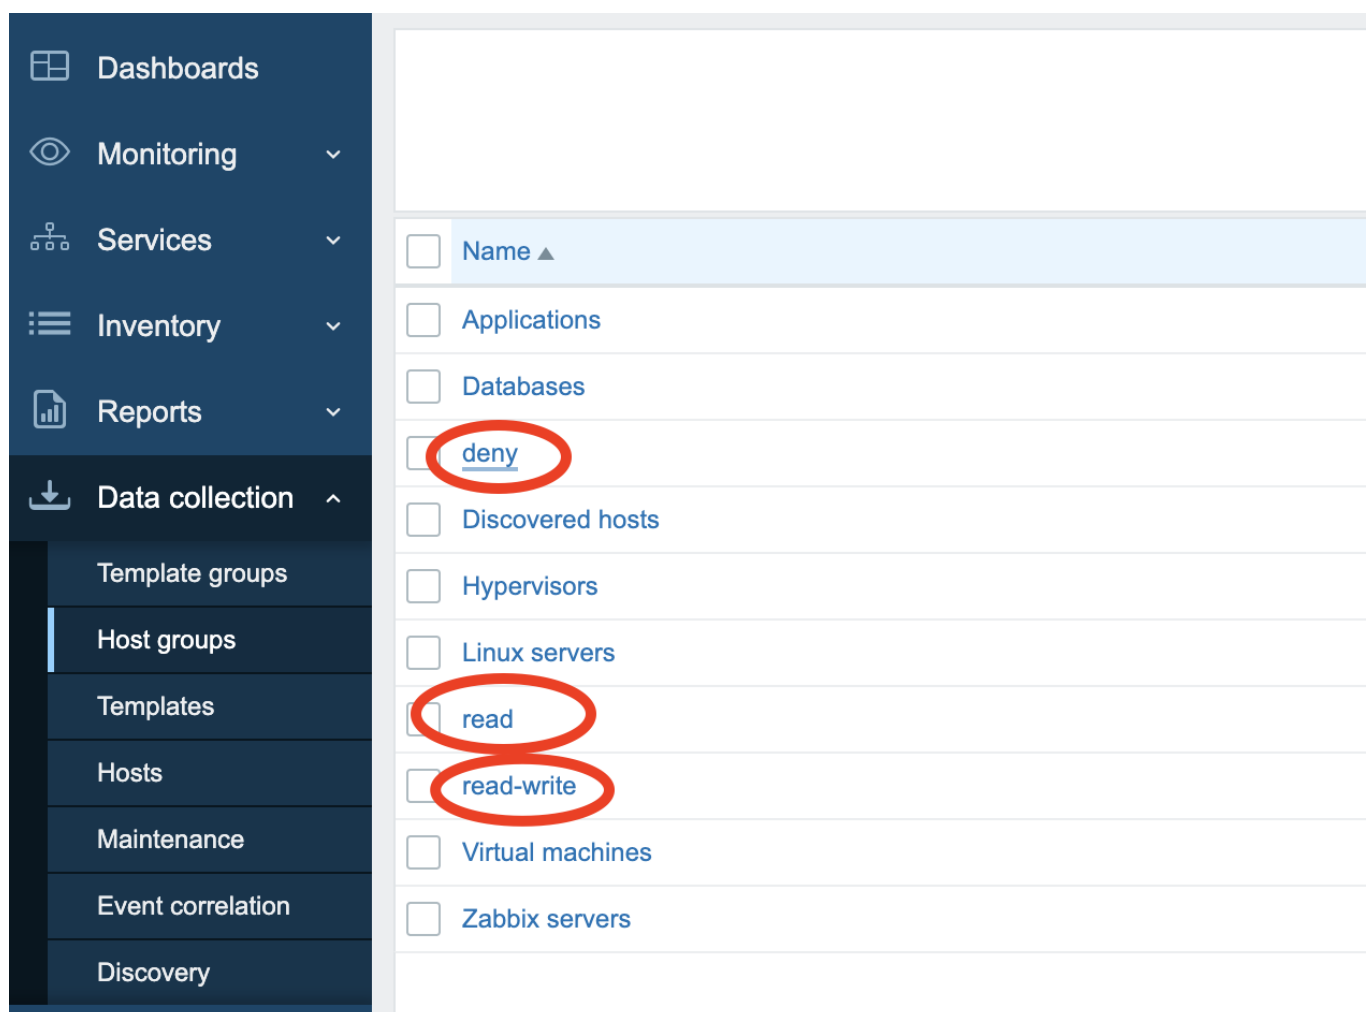 Dashboards
Monitoring
Services
Inventory
Reports
Data collection
Template groups
Host groups
Templates
Hosts
Maintenance
Event correlation
Discovery
Name
Applications
Databases
deny
Discovered hosts
Hypervisors
Linux servers
read
read-write
Virtual machines
Zabbix servers